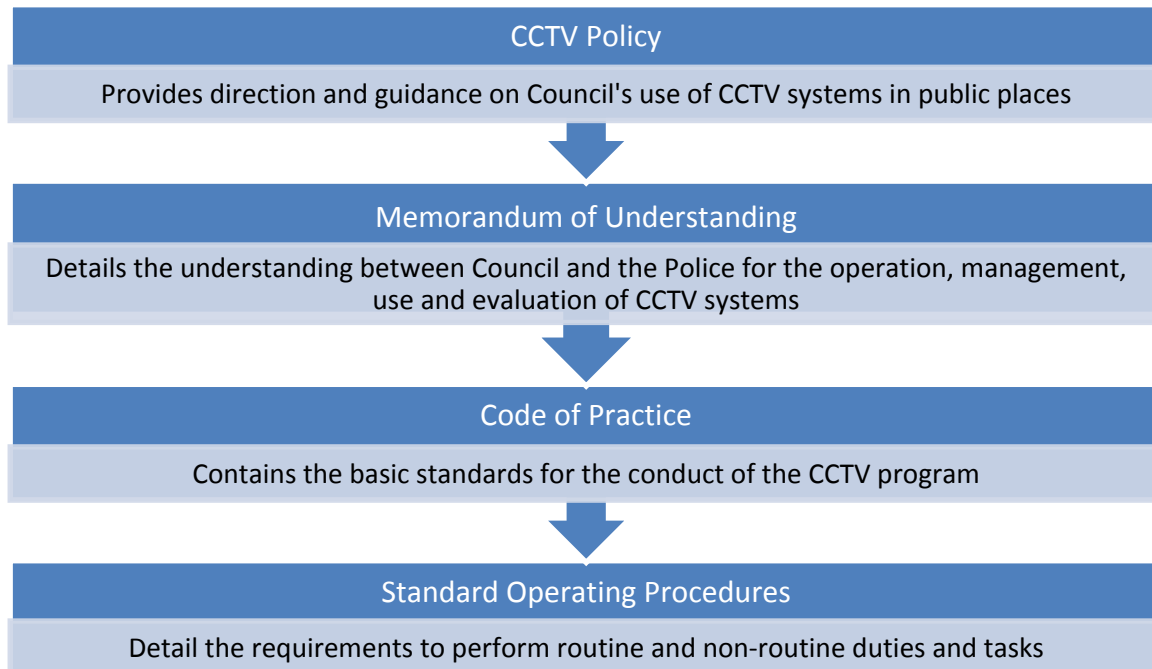 CCTV Policy
Provides direction and guidance on Council's use of CCTV systems in public places
Memorandum of Understanding
Details the understanding between Council and the Police for the operation, management,
use and evaluation of CCTV systems
Code of Practice
Contains the basic standards for the conduct of the CCTV program
Standard Operating Procedures
Detail the requirements to perform routine and non-routine duties and tasks